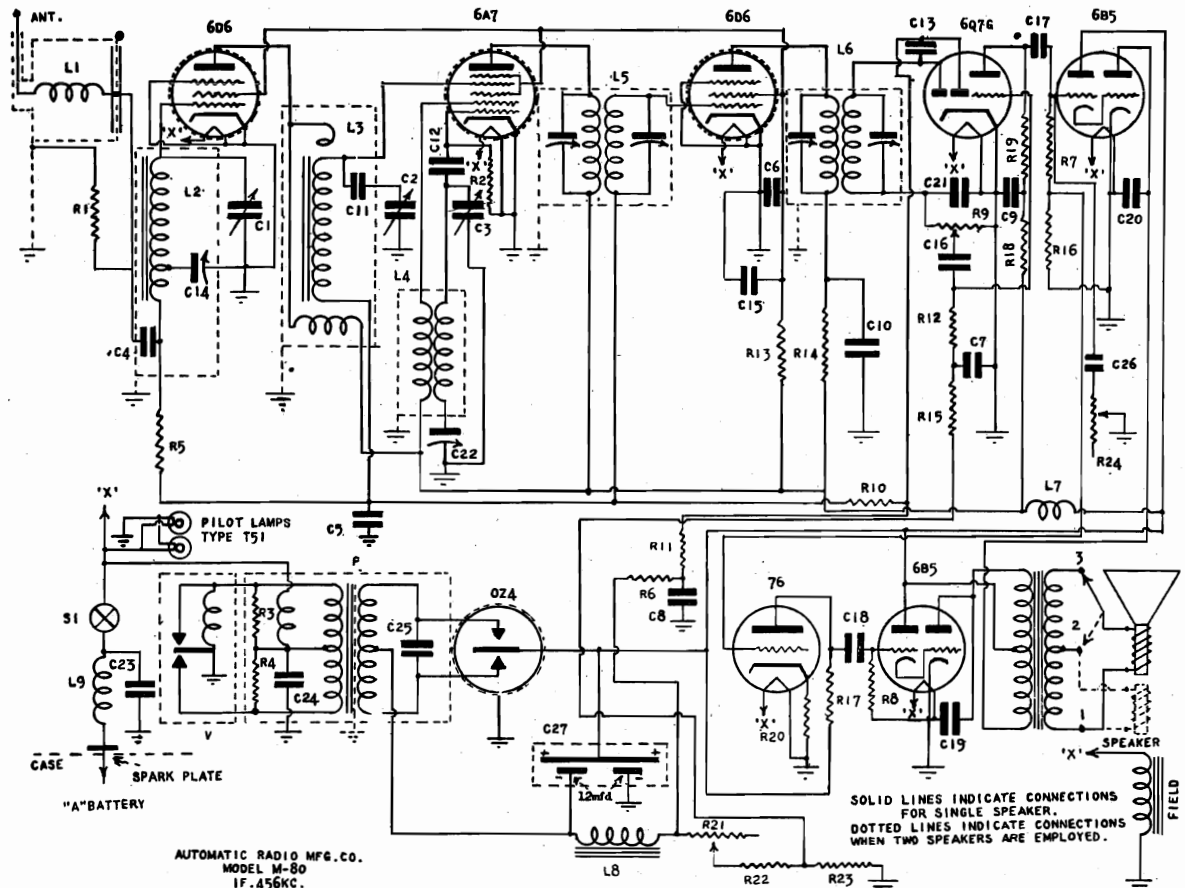 ANT.
6D6
6A7
6D6
L6
C13
6Q7G
C17
6B5
L1
L5
L3
'X'
C12
'X'
R2
C2
C11
C3
'X'
C6
'X'
C21
R19
C9
R9
R7
'X'
C20
R1
L2
C1
C14
L4
C15
C16
R18
R16
C4
R13
R14
C10
R12
C7
C26
R15
R24
R5
C22
'X'
R10
L7
PILOT LAMPS
TYPE T51
C5
P
R11
OZ4
R6
C8
76
6B5
3
S1
R3
C25
C18
2
L9
C23
R4
C24
R17
R8
'X'
1
V
'X'
R20
C19
SPEAKER
C27
'X'
CASE
SPARK PLATE
+
+
-
-
12mfd
FIELD
"A" BATTERY
SOLID LINES INDICATE CONNECTIONS
FOR SINGLE SPEAKER.
DOTTED LINES INDICATE CONNECTIONS
WHEN TWO SPEAKERS ARE EMPLOYED.
R21
L8
R22
R23
AUTOMATIC RADIO MFG.CO.
MODEL M-80
IF.456KC.